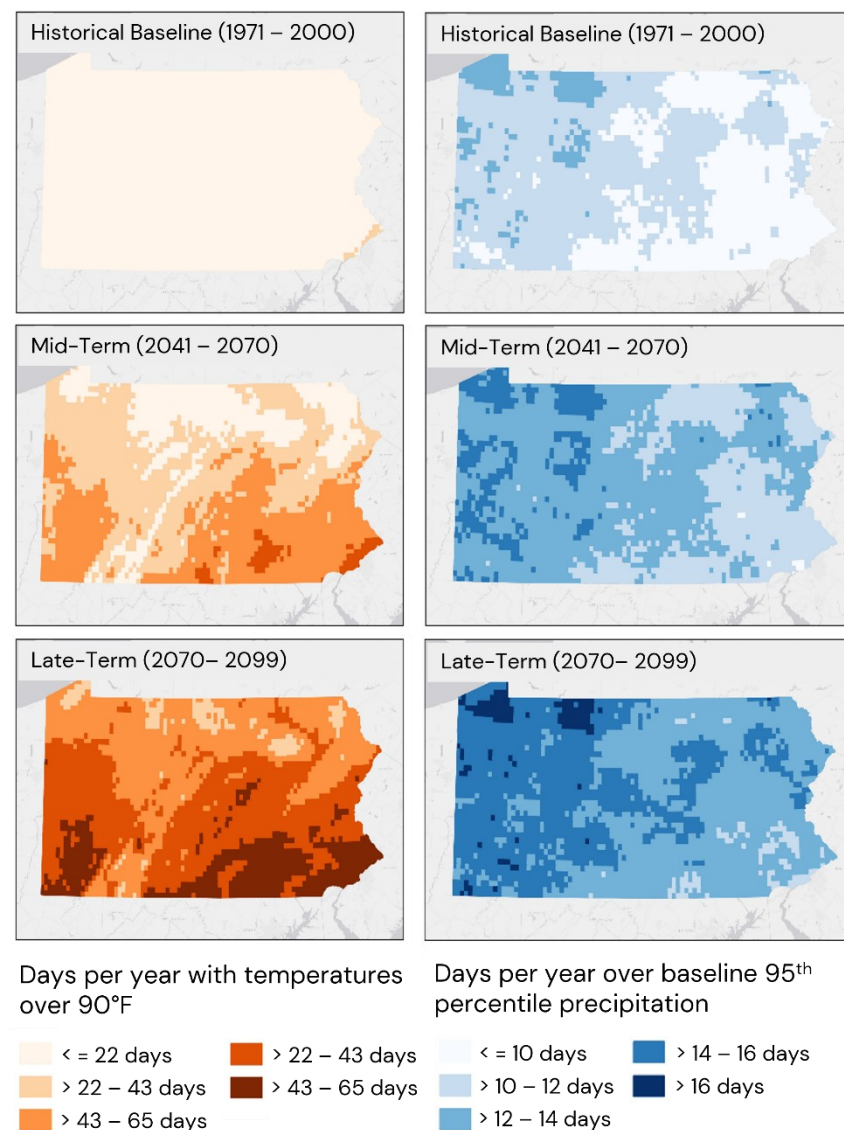 Historical Baseline (1971 – 2000)
Historical Baseline (1971 – 2000)
Mid-Term (2041 – 2070)
Mid-Term (2041 – 2070)
Late-Term (2070– 2099)
Late-Term (2070– 2099)
Days per year with temperatures
over 90°F
< = 22 days
> 22 – 43 days
> 43 – 65 days
> 22 – 43 days
> 43 – 65 days
Days per year over baseline 95th
percentile precipitation
< = 10 days
> 10 – 12 days
> 12 – 14 days
> 14 – 16 days
> 16 days